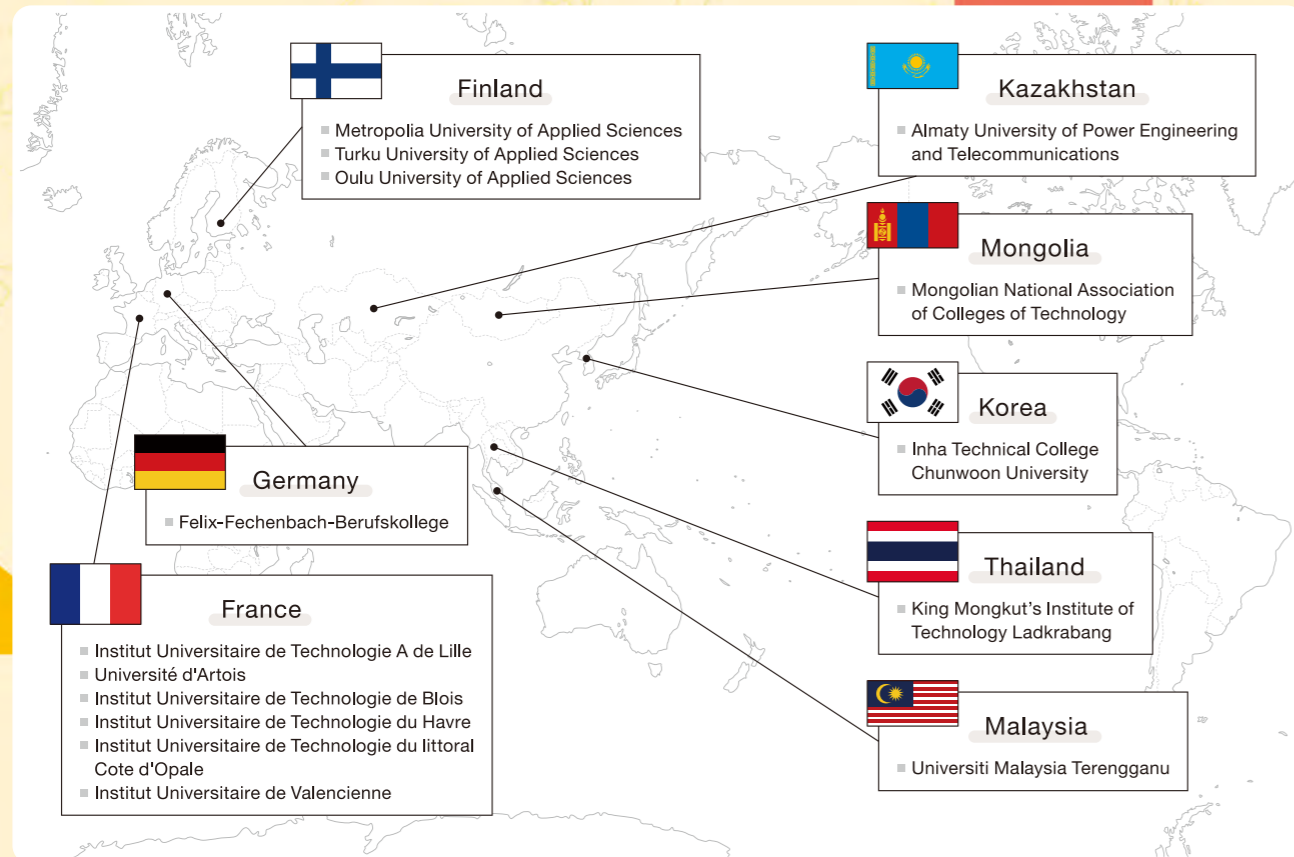 Finland
Metropolia University of Applied Sciences
Turku University of Applied Sciences
Oulu University of Applied Sciences
Kazakhstan
Almaty University of Power Engineering
and Telecommunications
Mongolia
Mongolian National Association
of Colleges of Technology
Korea
Inha Technical College
Chunwoon University
Germany
Felix-Fechenbach-Berufskollege
Thailand
King Mongkut's Institute of
Technology Ladkrabang
France
Institut Universitaire de Technologie A de Lille
Université d'Artois
Institut Universitaire de Technologie de Blois
Institut Universitaire de Technologie du Havre
Institut Universitaire de Technologie du littoral
Cote d'Opale
Institut Universitaire de Valencienne
Malaysia
Universiti Malaysia Terengganu